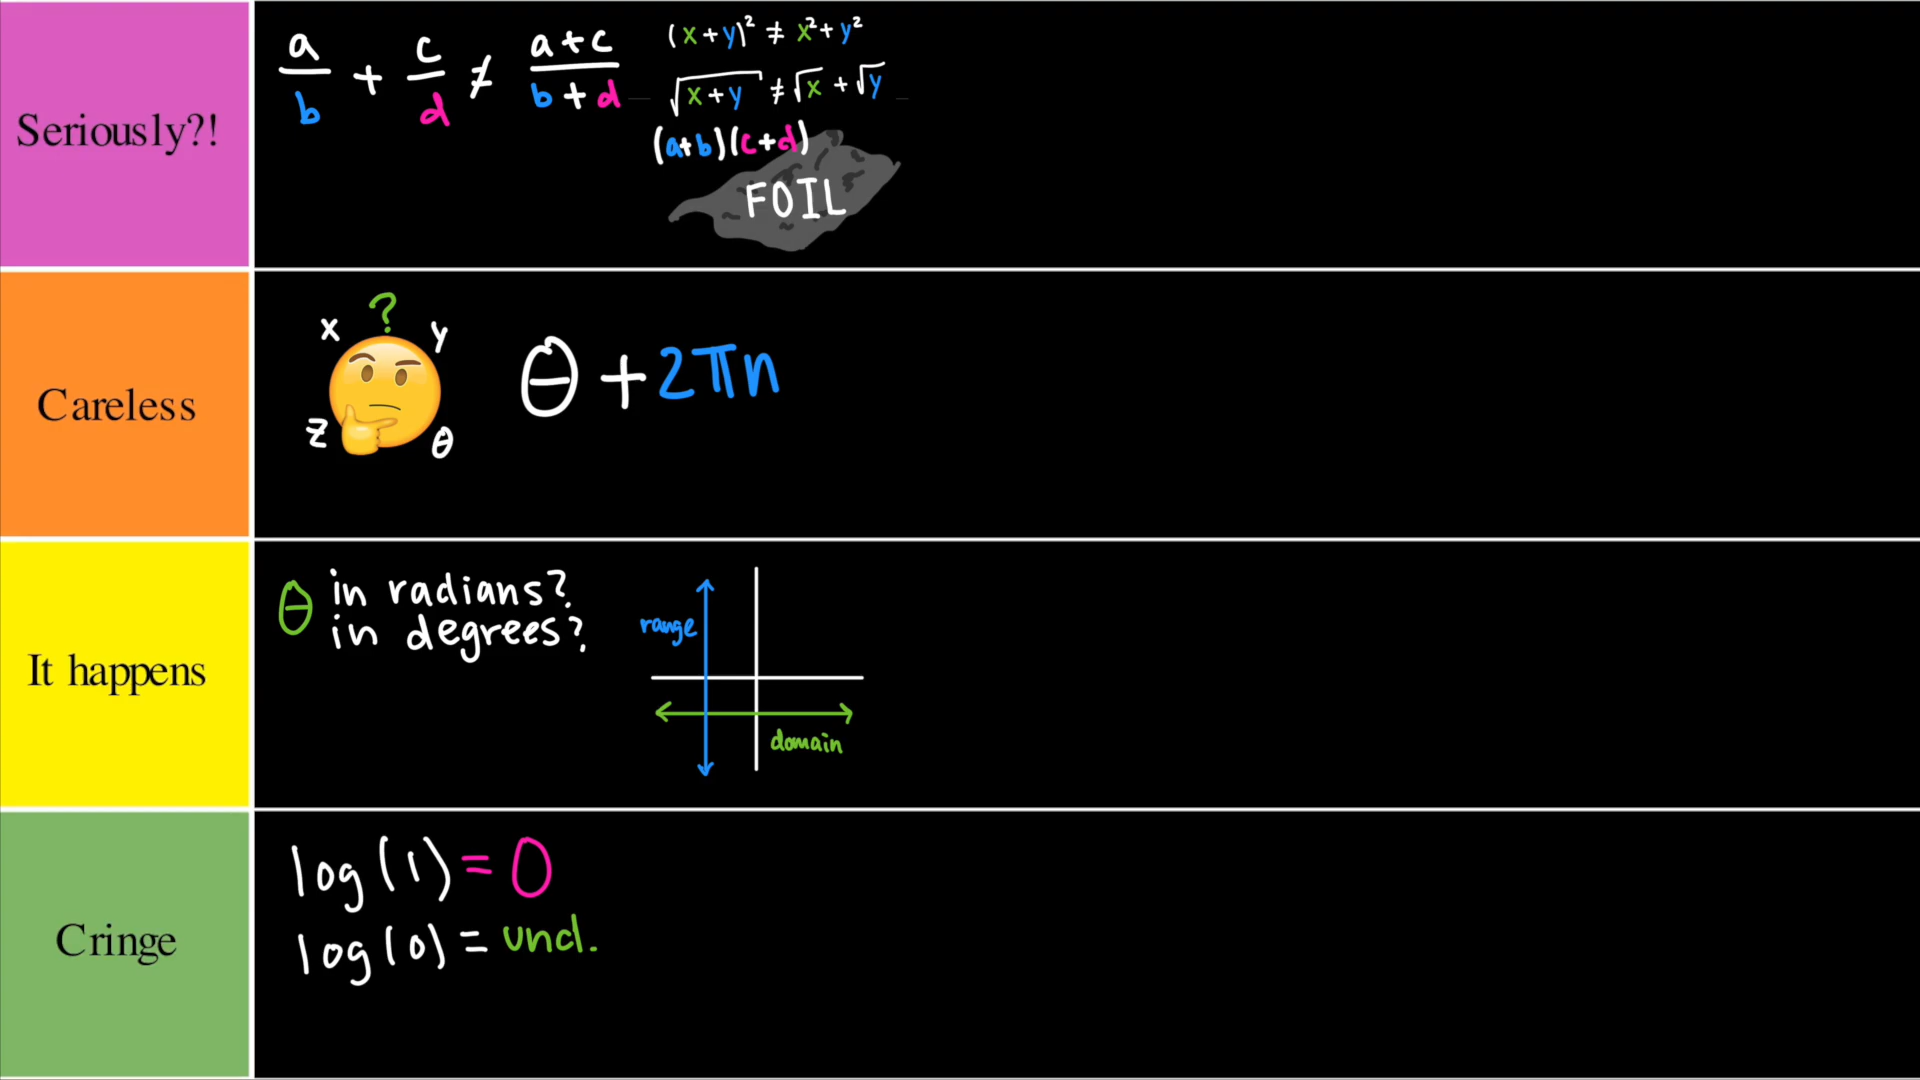 Seriously?!
a/b + c/d ≠ a+c/b+d
(x+y)² ≠ x²+y²
√x+y ≠ √x + √y
(a+b)(c+d)
FOIL
Careless
?
x y
z θ
θ + 2πn
It happens
θ in radians?
in degrees?
range
domain
Cringe
log(1) = 0
log(0) = und.